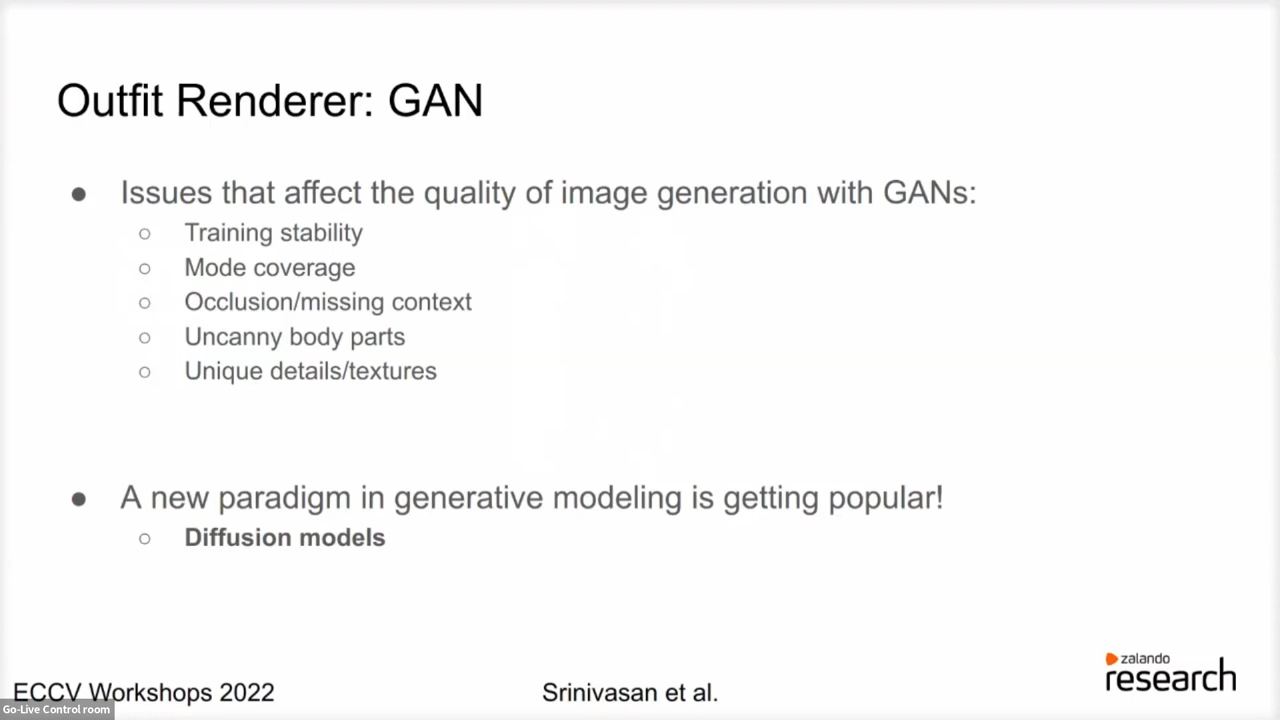 Outfit Renderer: GAN
● Issues that affect the quality of image generation with GANs:
○ Training stability
○ Mode coverage
○ Occlusion/missing context
○ Uncanny body parts
○ Unique details/textures
● A new paradigm in generative modeling is getting popular!
○ Diffusion models
zalando
research
ECCV Workshops 2022
Srinivasan et al.
Go-Live Control room